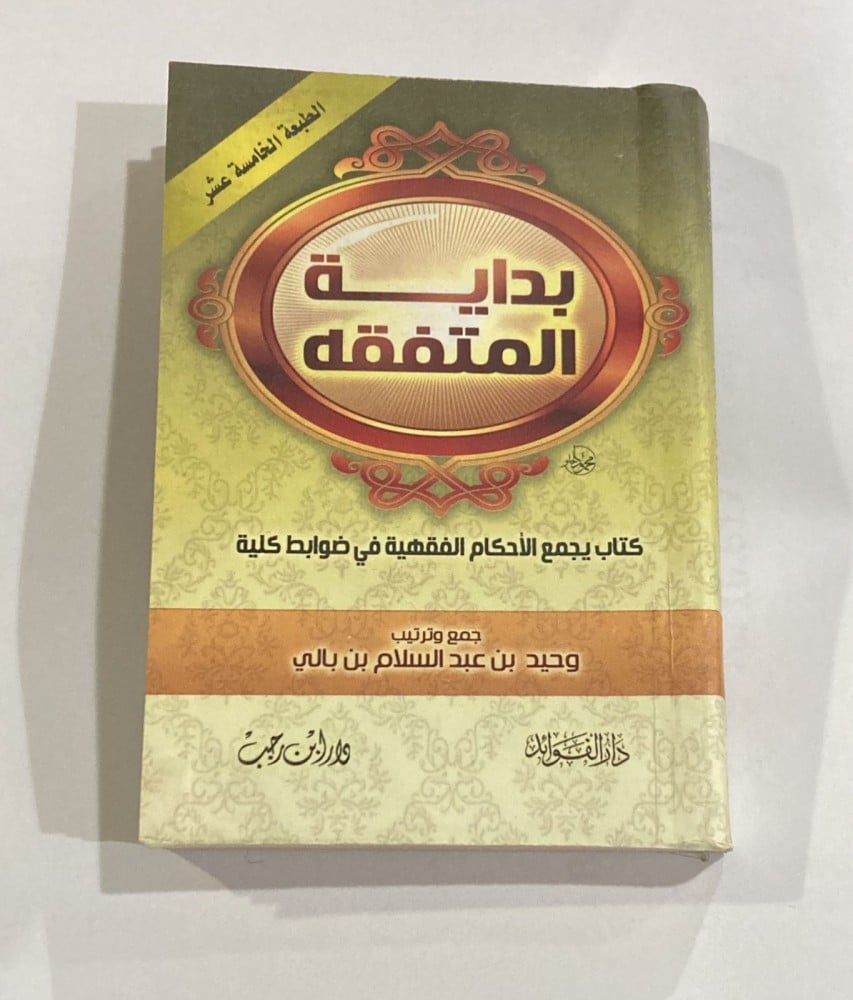 الطبعة الخامسة عشر
بداية
المتفقه
كتاب يجمع الأحكام الفقهية في ضوابط كلية
جمع وترتيب
وحيد بن عبد السلام بن بالي
دار الفوائد
دار ابن رجب